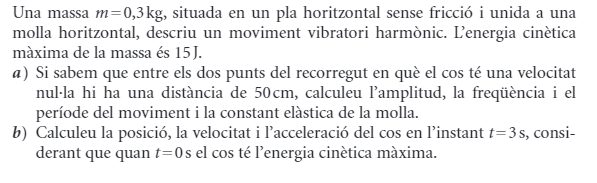 Una massa m=0,3 kg, situada en un pla horitzontal sense fricció i unida a una
molla horitzontal, descriu un moviment vibratori harmònic. L'energia cinètica
màxima de la massa és 15 J.
a) Si sabem que entre els dos punts del recorregut en què el cos té una velocitat
nul·la hi ha una distància de 50 cm, calculeu l'amplitud, la freqüència i el
període del moviment i la constant elàstica de la molla.
b) Calculeu la posició, la velocitat i l'acceleració del cos en l'instant t=3 s, consi-
derant que quan t=0 s el cos té l'energia cinètica màxima.